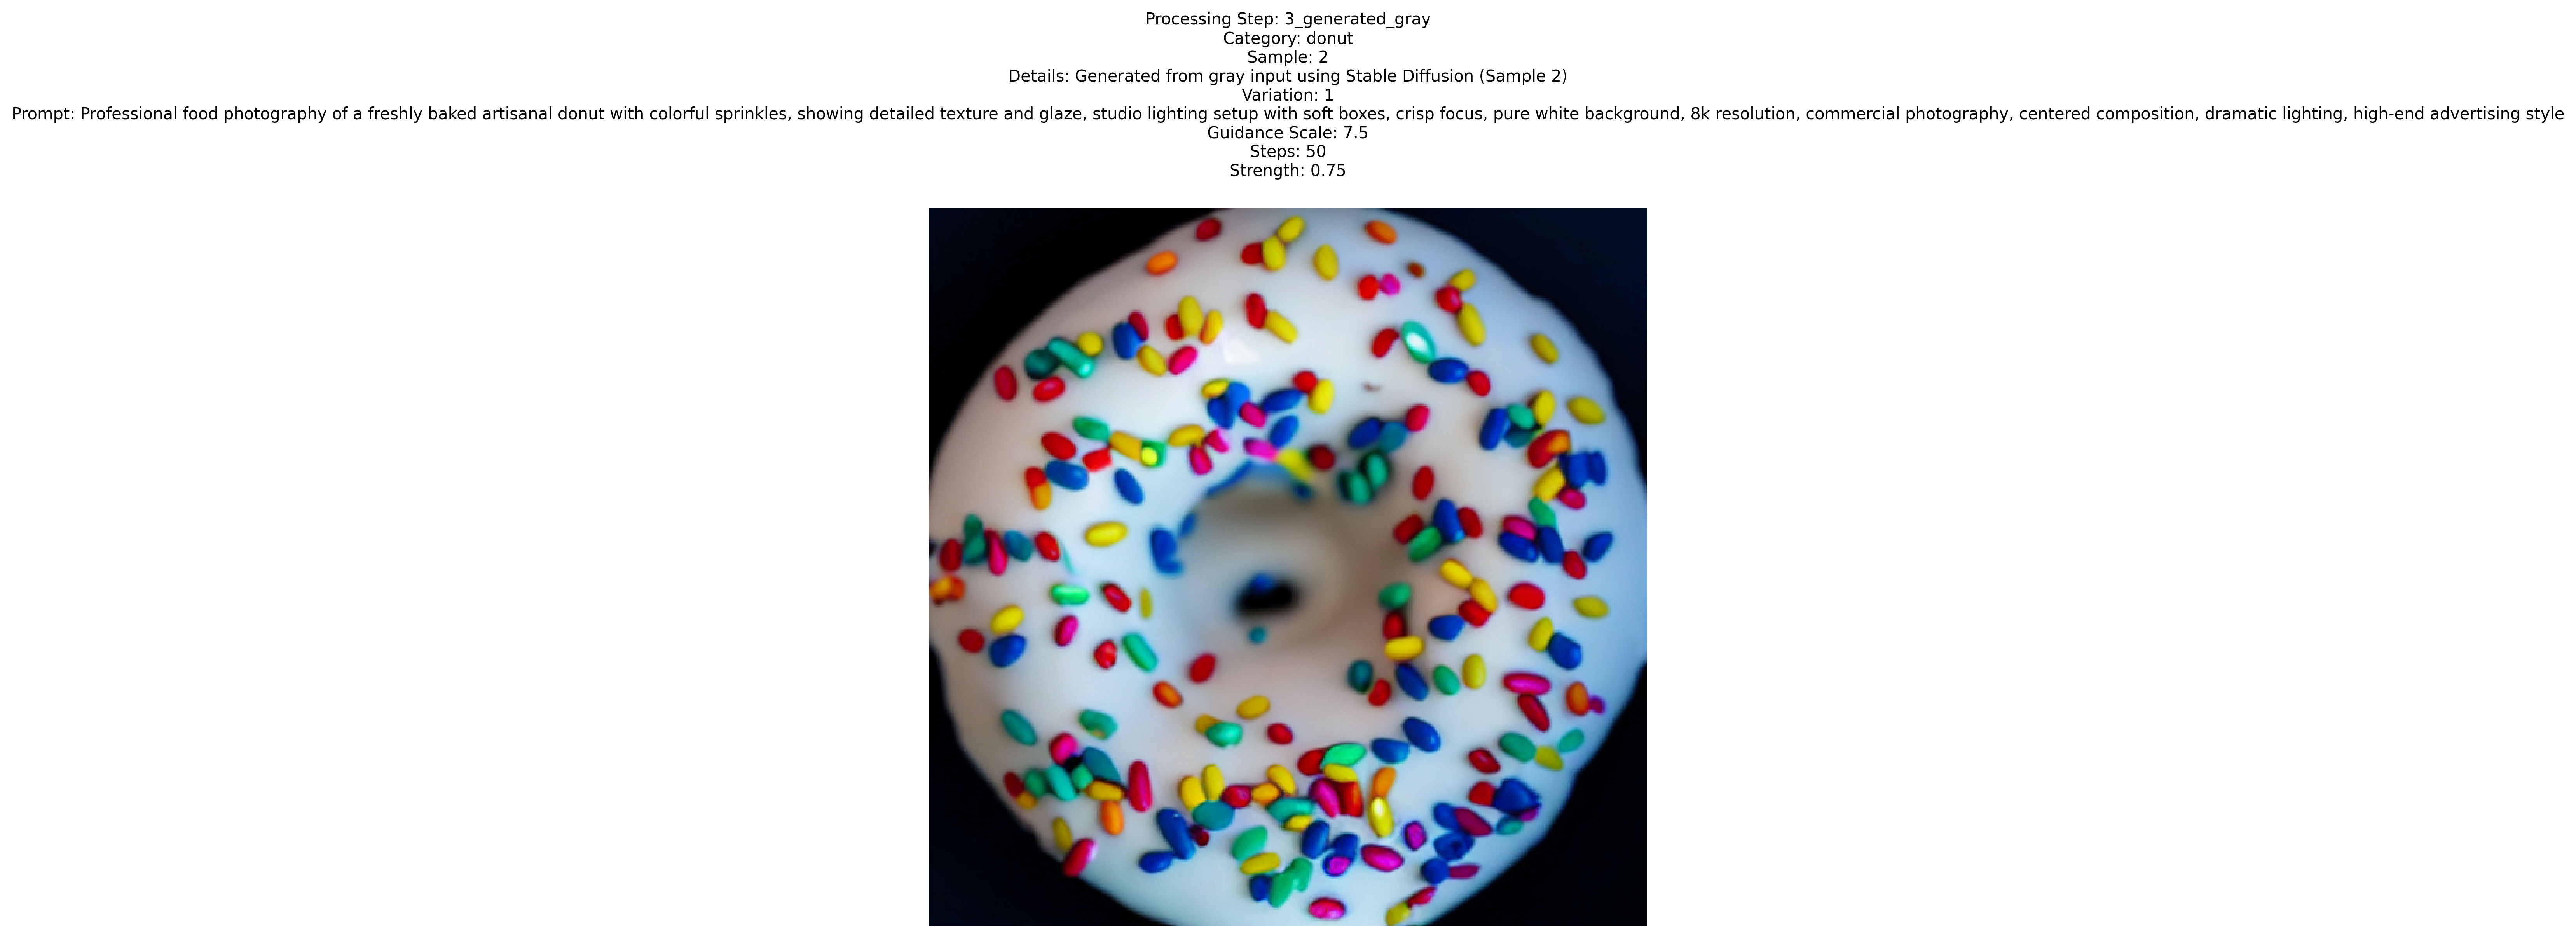 Processing Step: 3_generated_gray
Category: donut
Sample: 2
Details: Generated from gray input using Stable Diffusion (Sample 2)
Variation: 1
Prompt: Professional food photography of a freshly baked artisanal donut with colorful sprinkles, showing detailed texture and glaze, studio lighting setup with soft boxes, crisp focus, pure white background, 8k resolution, commercial photography, centered composition, dramatic lighting, high-end advertising style
Guidance Scale: 7.5
Steps: 50
Strength: 0.75